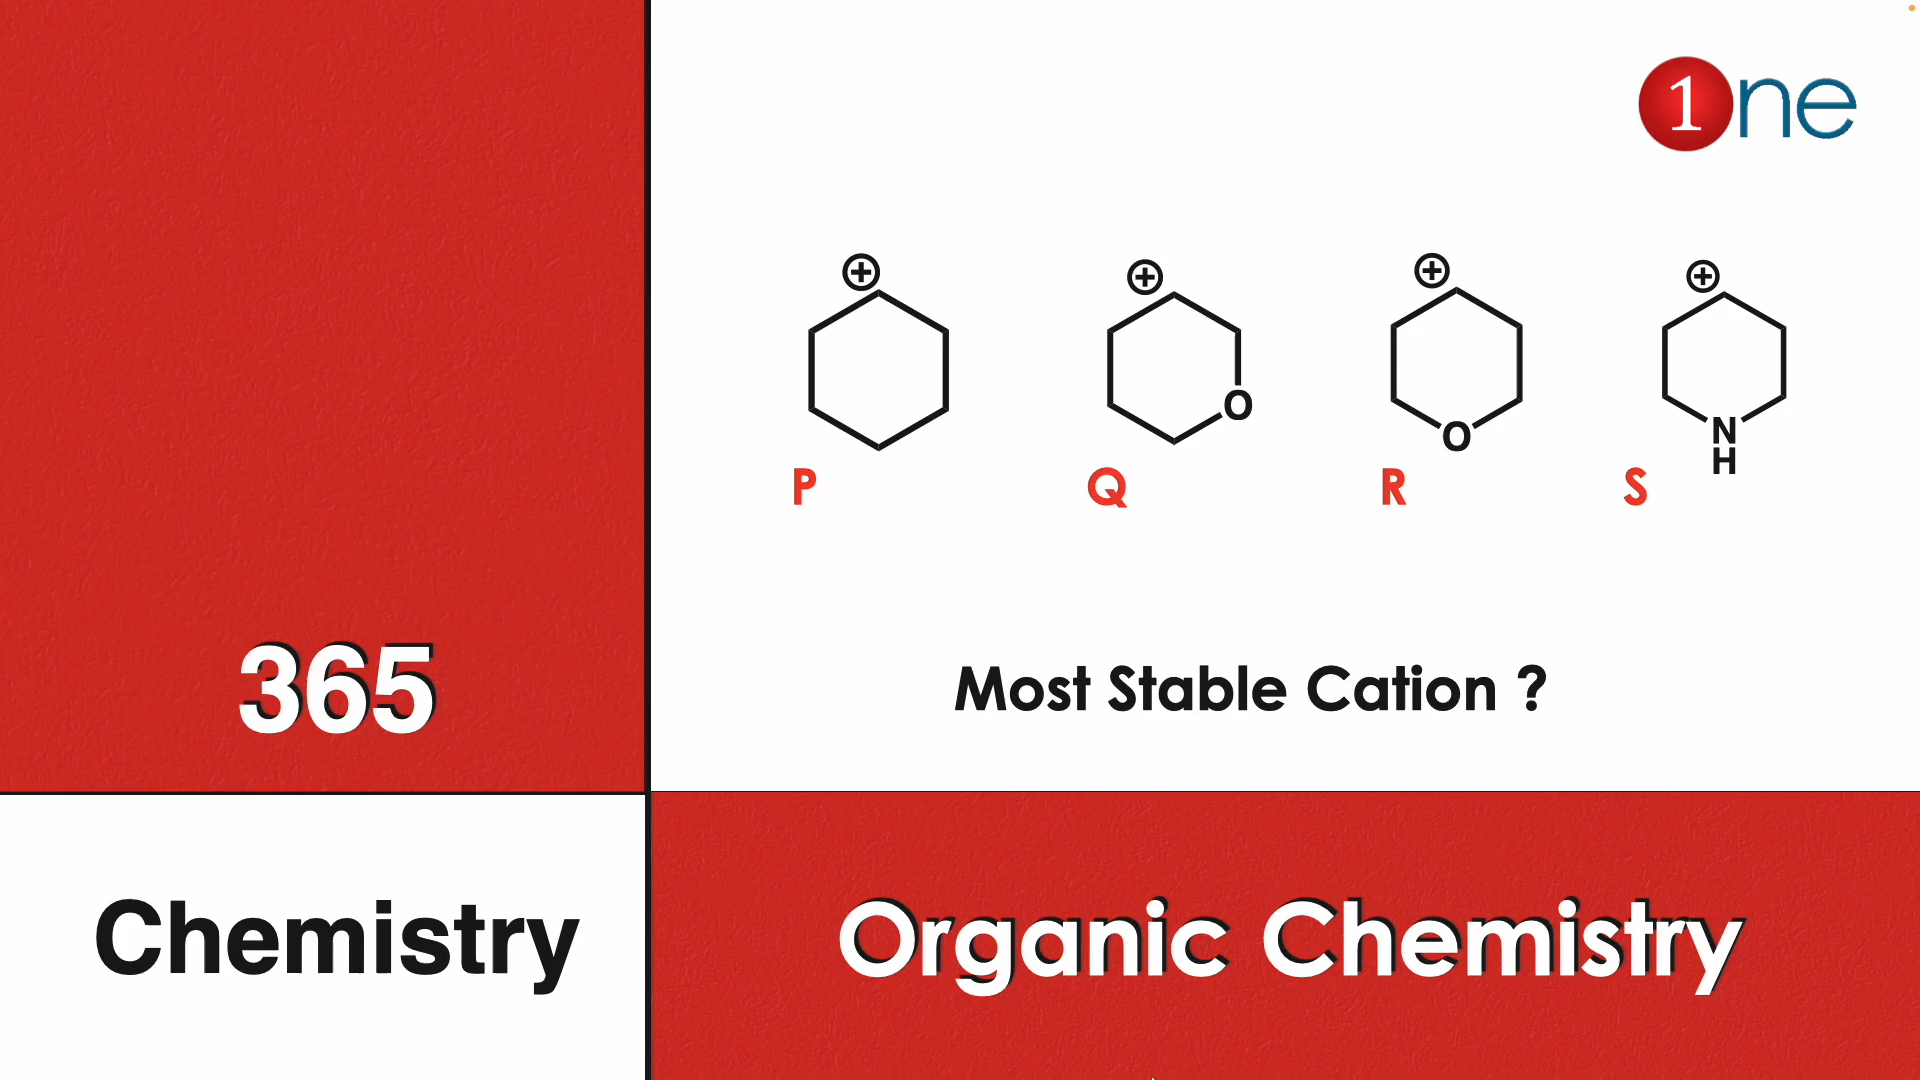 1ne
⊕ ⊕ ⊕ ⊕
O O N
H
P Q R S
365
Most Stable Cation ?
Chemistry
Organic Chemistry